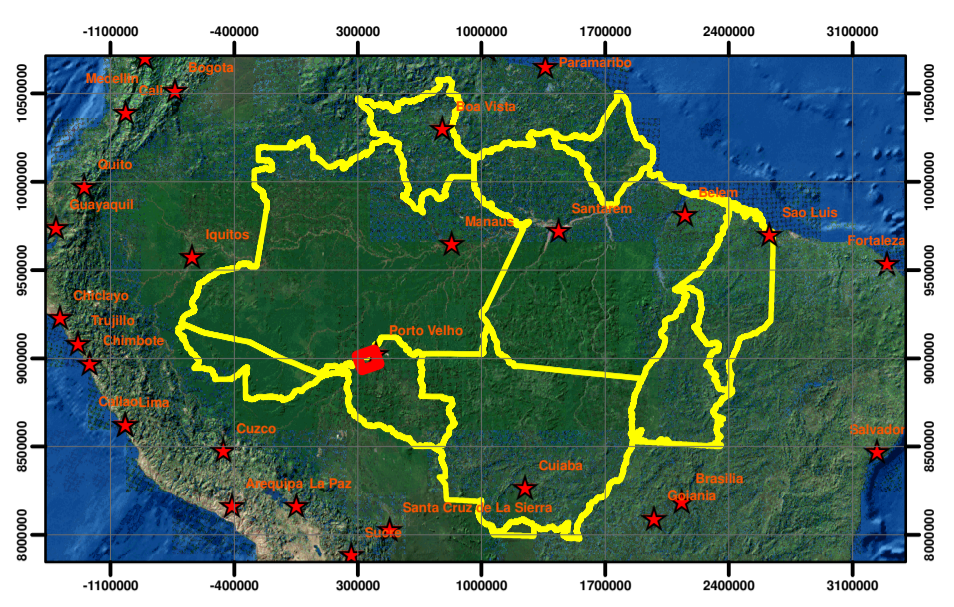 -1100000 -400000 300000 1000000 1700000 2400000 3100000
Paramaribo
Bogota
Medellin
Cali
10500000 10500000
Boa Vista
Quito
10000000 10000000
Belem
Guayaquil
Santarem
Sao Luis
Manaus
Iquitos
Fortaleza
9500000 9500000
Chiclayo
Trujillo
Porto Velho
Chimbote
9000000 9000000
Callao Lima
Cuzco
Salvador
8500000 8500000
Cuiaba
Brasilia
Arequipa La Paz
Goiania
Santa Cruz de La Sierra
Sucre
8000000 8000000
-1100000 -400000 300000 1000000 1700000 2400000 3100000